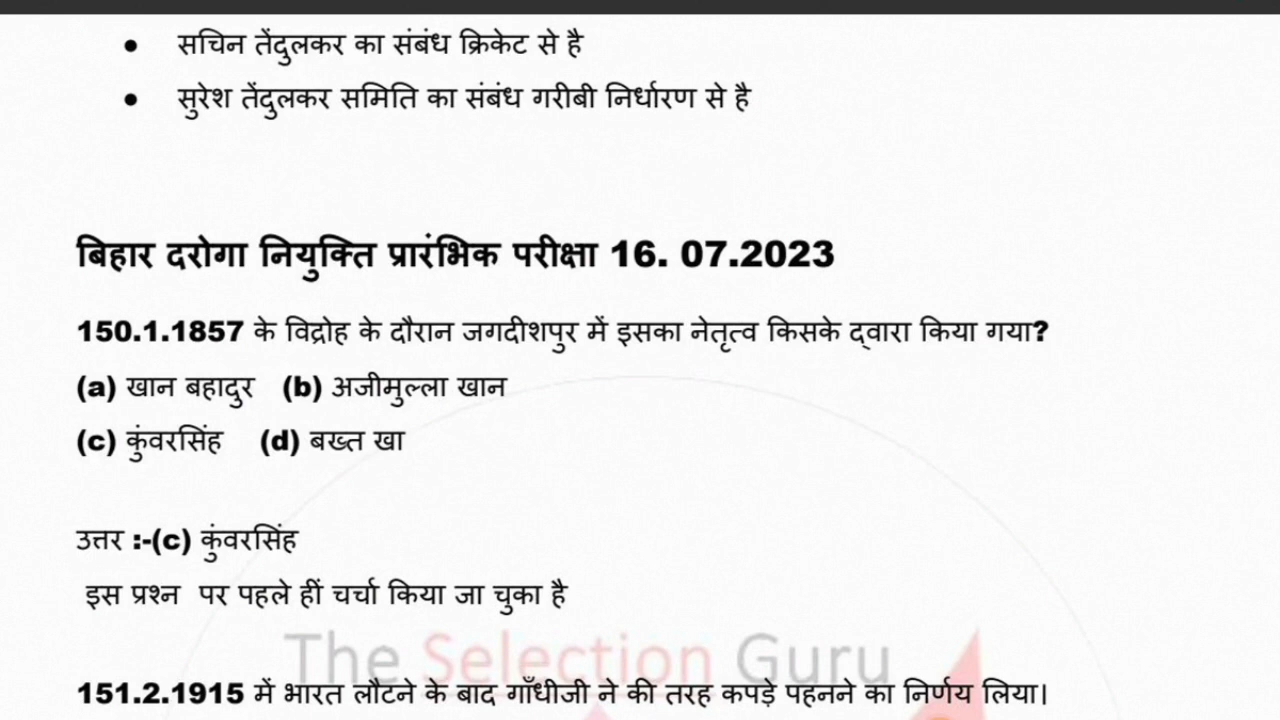 • सचिन तेंदुलकर का संबंध क्रिकेट से है
• सुरेश तेंदुलकर समिति का संबंध गरीबी निर्धारण से है
बिहार दरोगा नियुक्ति प्रारंभिक परीक्षा 16. 07.2023
150.1.1857 के विद्रोह के दौरान जगदीशपुर में इसका नेतृत्व किसके द्वारा किया गया?
(a) खान बहादुर (b) अजीमुल्ला खान
(c) कुंवरसिंह (d) बख्त खा
उत्तर :-(c) कुंवरसिंह
इस प्रश्न पर पहले हीं चर्चा किया जा चुका है
The Selection Guru
151.2.1915 में भारत लौटने के बाद गाँधीजी ने की तरह कपड़े पहनने का निर्णय लिया।